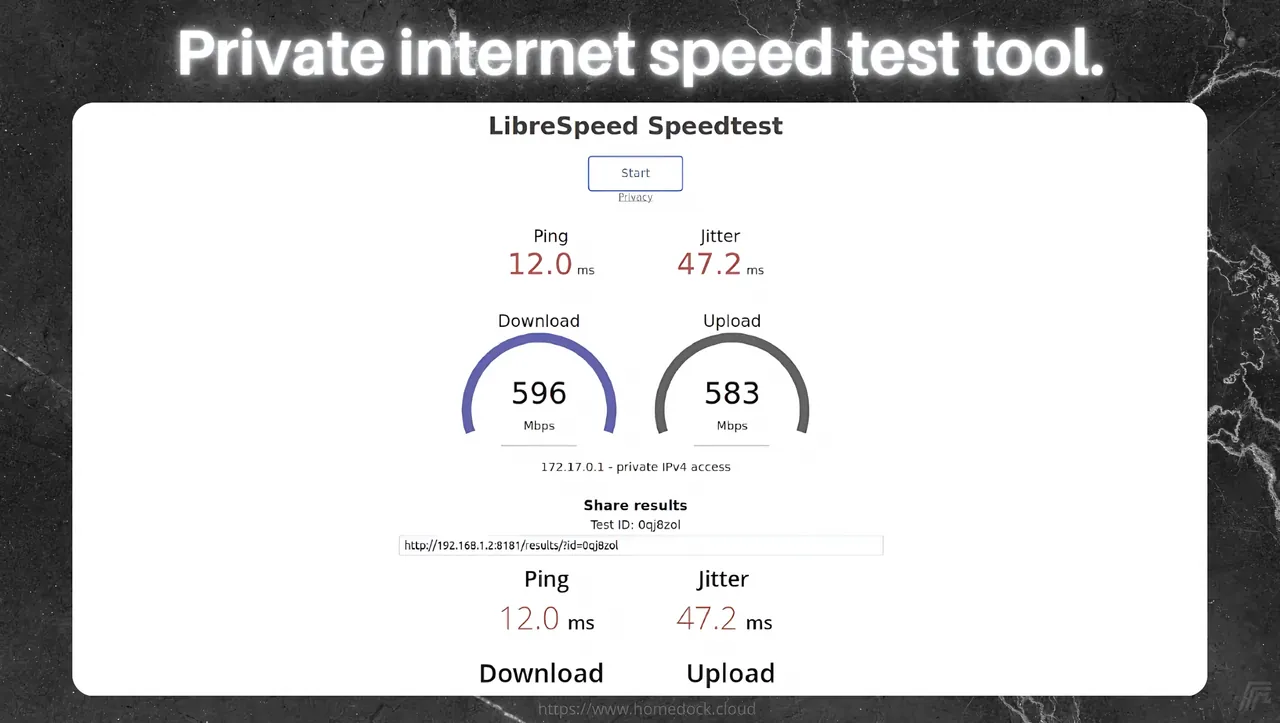 Private internet speed test tool.
LibreSpeed Speedtest
Start
Privacy
Ping Jitter
12.0 ms 47.2 ms
Download Upload
596 583
Mbps Mbps
172.17.0.1 - private IPv4 access
Share results
Test ID: 0qj8zol
http://192.168.1.2:8181/results/?id=0qj8zol
Ping Jitter
12.0 ms 47.2 ms
Download Upload
https://www.homedock.cloud